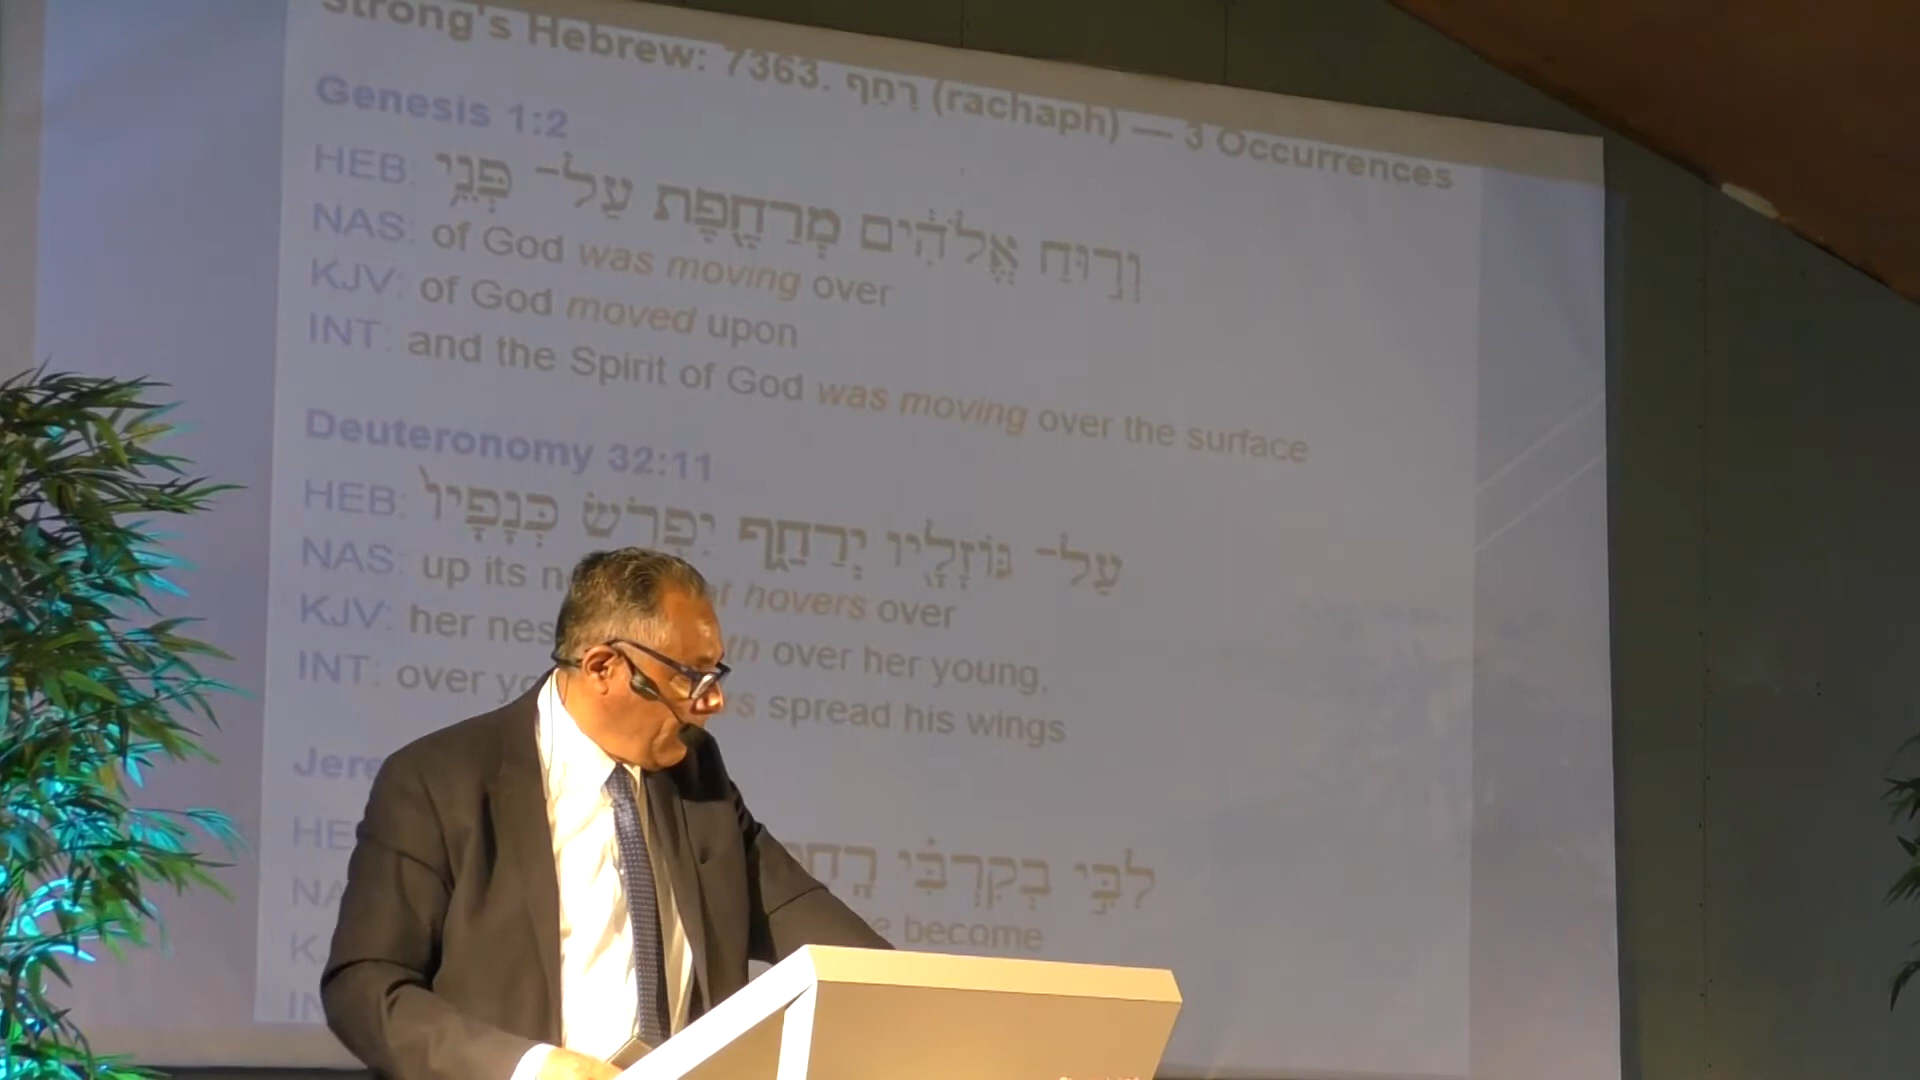 Strong's Hebrew: 7363. רָחַף (rachaph) — 3 Occurrences
Genesis 1:2
HEB: וְר֣וּחַ אֱלֹהִ֔ים מְרַחֶ֖פֶת עַל־ פְּנֵ֥י
NAS: of God was moving over
KJV: of God moved upon
INT: and the Spirit of God was moving over the surface
Deuteronomy 32:11
HEB: עַל־ גּוֹזָלָ֖יו יְרַחֵ֑ף יִפְרֹ֤שׂ כְּנָפָיו֙
NAS: up its hovers over
KJV: her over her young,
INT: over spread his wings
לִבִּ֣י בְקִרְבִּ֗י
become